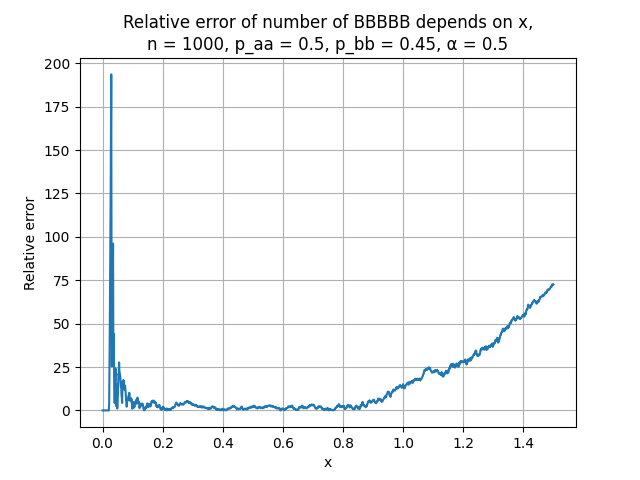 Relative error of number of BBBBB depends on x,
n = 1000, p_aa = 0.5, p_bb = 0.45, α = 0.5
200
175
150
125
100
75
50
25
0
Relative error
0.0 0.2 0.4 0.6 0.8 1.0 1.2 1.4
x